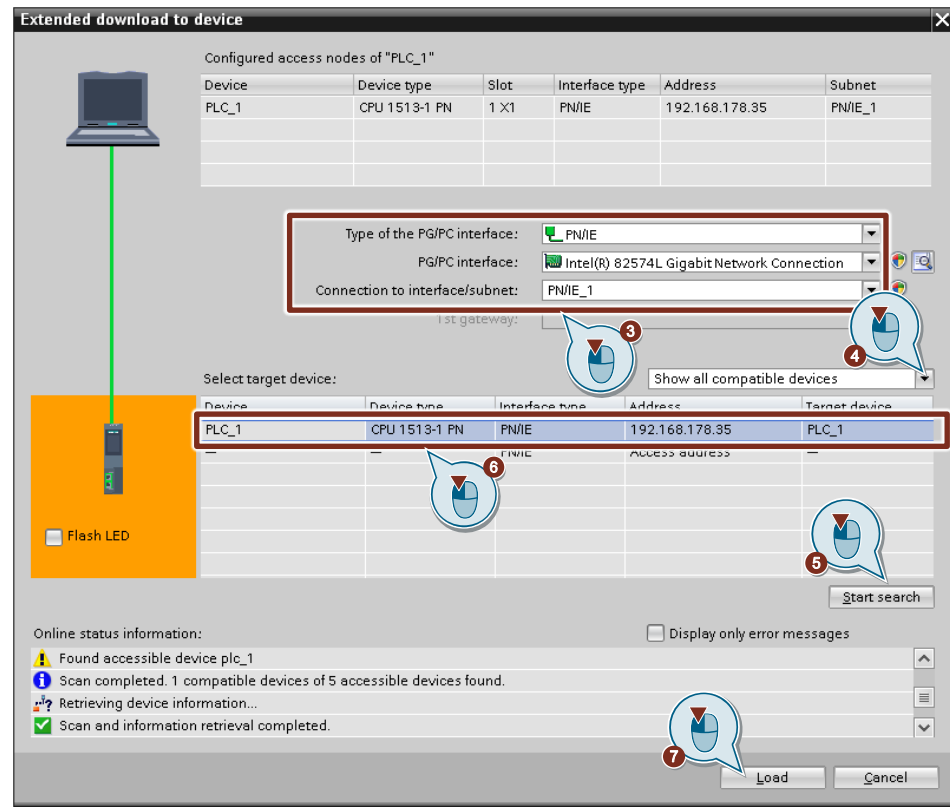 Extended download to device
Configured access nodes of "PLC_1"
Device Device type Slot Interface type Address Subnet
PLC_1 CPU 1513-1 PN 1 X1 PN/IE 192.168.178.35 PN/IE_1
Type of the PG/PC interface: PN/IE
PG/PC interface: Intel(R) 82574L Gigabit Network Connection
Connection to interface/subnet: PN/IE_1
1st gateway:
3
4
Select target device: Show all compatible devices
Device Device type Interface type Address Target device
PLC_1 CPU 1513-1 PN PN/IE 192.168.178.35 PLC_1
— — PN/IE Access address —
6
Flash LED
5
Start search
Online status information: Display only error messages
Found accessible device plc_1
Scan completed. 1 compatible devices of 5 accessible devices found.
Retrieving device information...
Scan and information retrieval completed.
7
Load Cancel